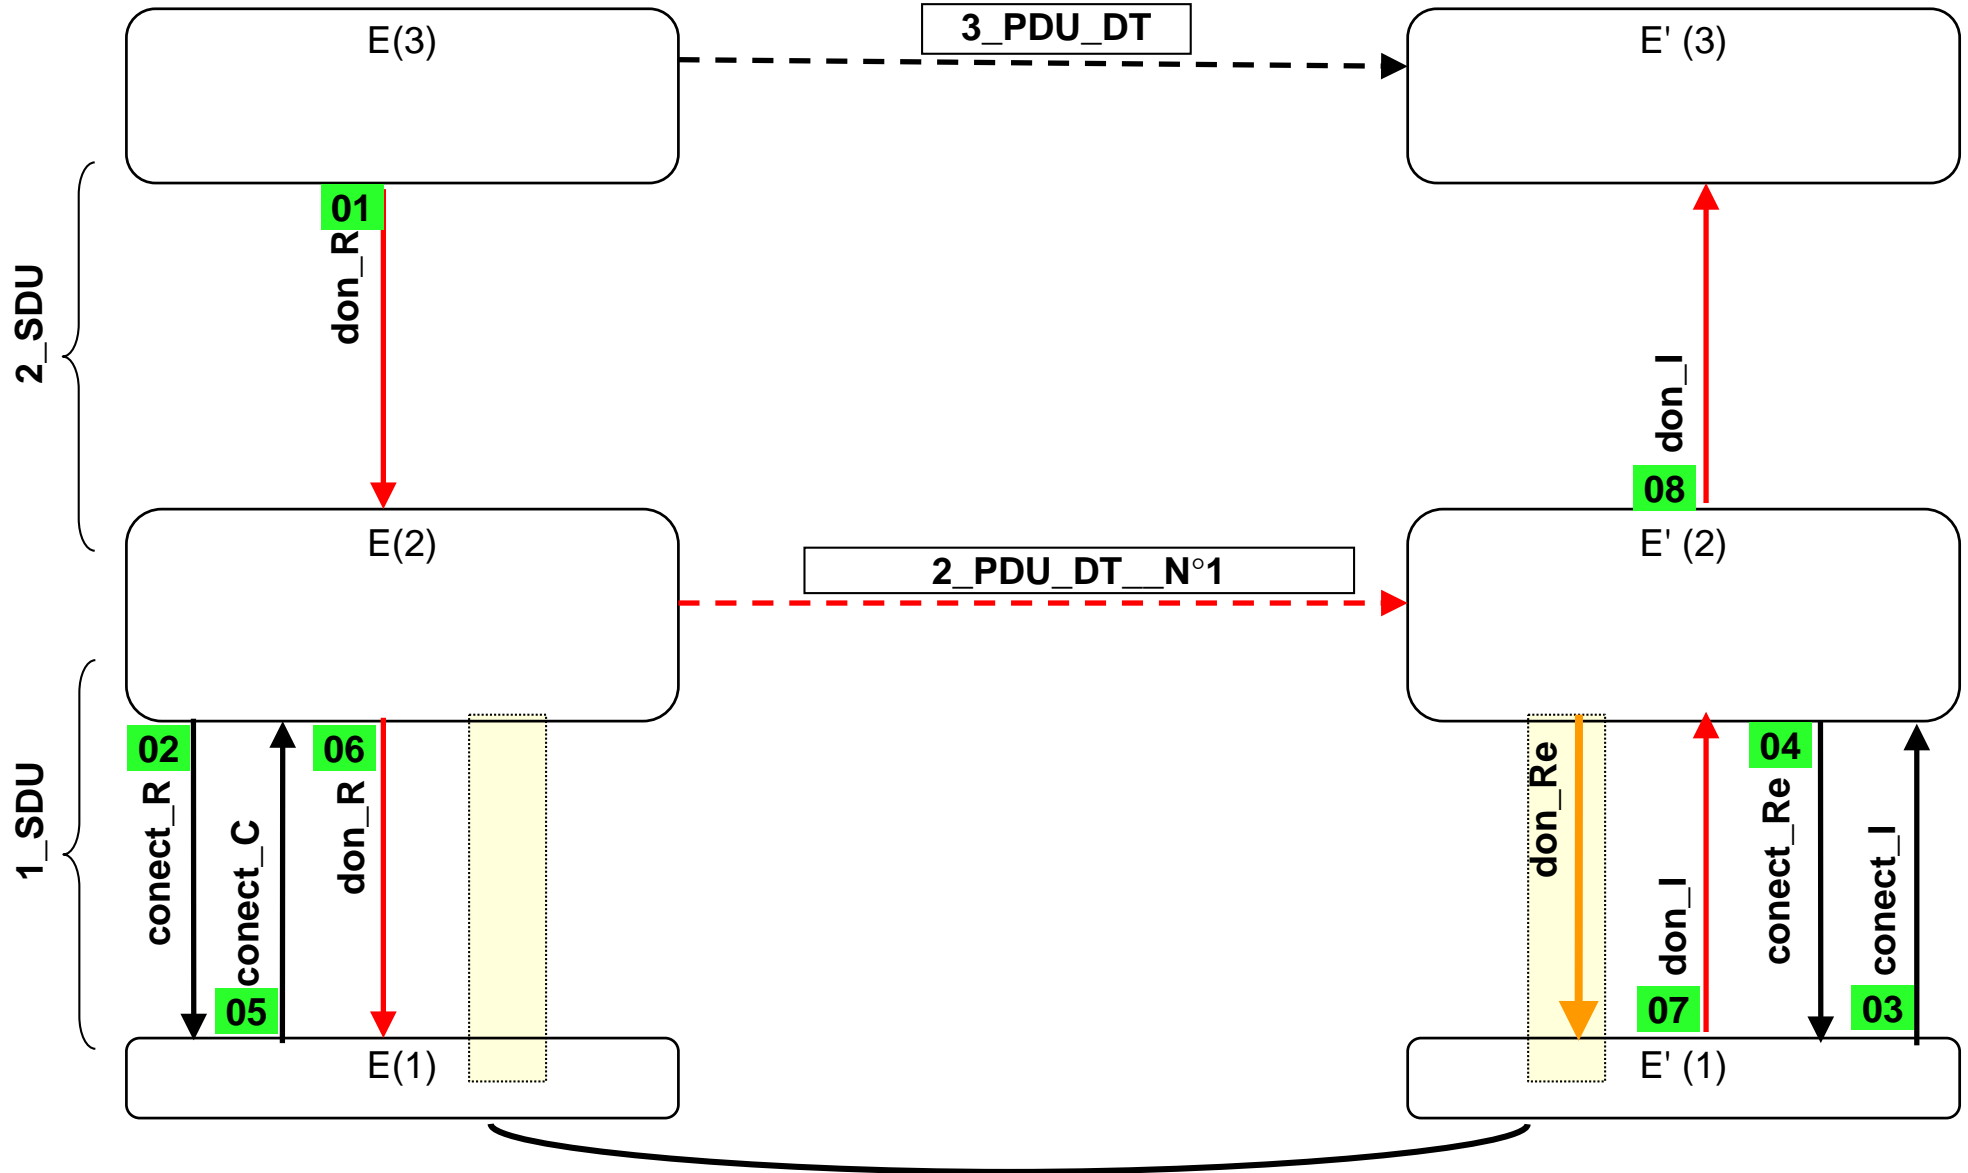 E(3)
3_PDU_DT
E' (3)
01
don_R
2_SDU
don_I
08
E(2)
2_PDU_DT__N°1
E' (2)
02
conect_R
05
conect_C
06
don_R
1_SDU
don_Re
07
don_I
04
conect_Re
03
conect_I
E(1)
E' (1)